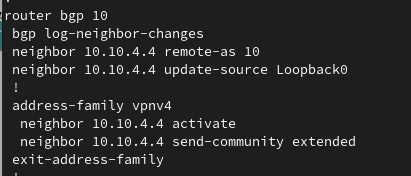 router bgp 10
 bgp log-neighbor-changes
 neighbor 10.10.4.4 remote-as 10
 neighbor 10.10.4.4 update-source Loopback0
 !
 address-family vpnv4
  neighbor 10.10.4.4 activate
  neighbor 10.10.4.4 send-community extended
 exit-address-family